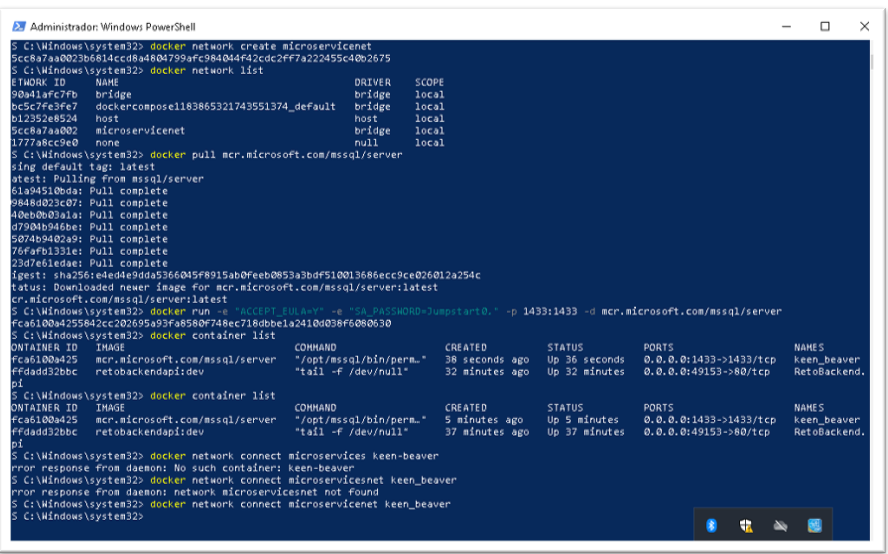 Administrador: Windows PowerShell
S C:\Windows\system32> docker network create microservicenet
5cc8a7aa0023b6814ccd8a4804799afc984044f42cdc2ff7a222455c40b2675
S C:\Windows\system32> docker network list
ETWORK ID NAME DRIVER SCOPE
90a41afc7fb bridge bridge local
bc5c7fe3fe7 dockercompose1183865321743551374_default bridge local
b12352e8524 host host local
5cc8a7aa002 microservicenet bridge local
1777a8cc9e0 none null local
S C:\Windows\system32> docker pull mcr.microsoft.com/mssql/server
sing default tag: latest
atest: Pulling from mssql/server
61a94510bda: Pull complete
9848d023c07: Pull complete
40eb0b03a1a: Pull complete
d7904b946be: Pull complete
5074b9402a9: Pull complete
76fafb1331e: Pull complete
23d7e61edae: Pull complete
igest: sha256:e4ed4e9dda5366045f8915ab0feeb0853a3bdf510013686ecc9ce026012a254c
tatus: Downloaded newer image for mcr.microsoft.com/mssql/server:latest
cr.microsoft.com/mssql/server:latest
S C:\Windows\system32> docker run -e "ACCEPT_EULA=Y" -e "SA_PASSWORD=Jumpstart0." -p 1433:1433 -d mcr.microsoft.com/mssql/server
fca6100a4255842cc202695a93fa8580f748ec718dbbe1a2410d038f6080630
S C:\Windows\system32> docker container list
ONTAINER ID IMAGE COMMAND CREATED STATUS PORTS NAMES
fca6100a425 mcr.microsoft.com/mssql/server "/opt/mssql/bin/perm…" 38 seconds ago Up 36 seconds 0.0.0.0:1433->1433/tcp keen_beaver
ffdadd32bbc retobackendapi:dev "tail -f /dev/null" 32 minutes ago Up 32 minutes 0.0.0.0:49153->80/tcp RetoBackend.
pi
S C:\Windows\system32> docker container list
ONTAINER ID IMAGE COMMAND CREATED STATUS PORTS NAMES
fca6100a425 mcr.microsoft.com/mssql/server "/opt/mssql/bin/perm…" 5 minutes ago Up 5 minutes 0.0.0.0:1433->1433/tcp keen_beaver
ffdadd32bbc retobackendapi:dev "tail -f /dev/null" 37 minutes ago Up 37 minutes 0.0.0.0:49153->80/tcp RetoBackend.
pi
S C:\Windows\system32> docker network connect microservices keen-beaver
rror response from daemon: No such container: keen-beaver
S C:\Windows\system32> docker network connect microservicesnet keen_beaver
rror response from daemon: network microservicesnet not found
S C:\Windows\system32> docker network connect microservicenet keen_beaver
S C:\Windows\system32>